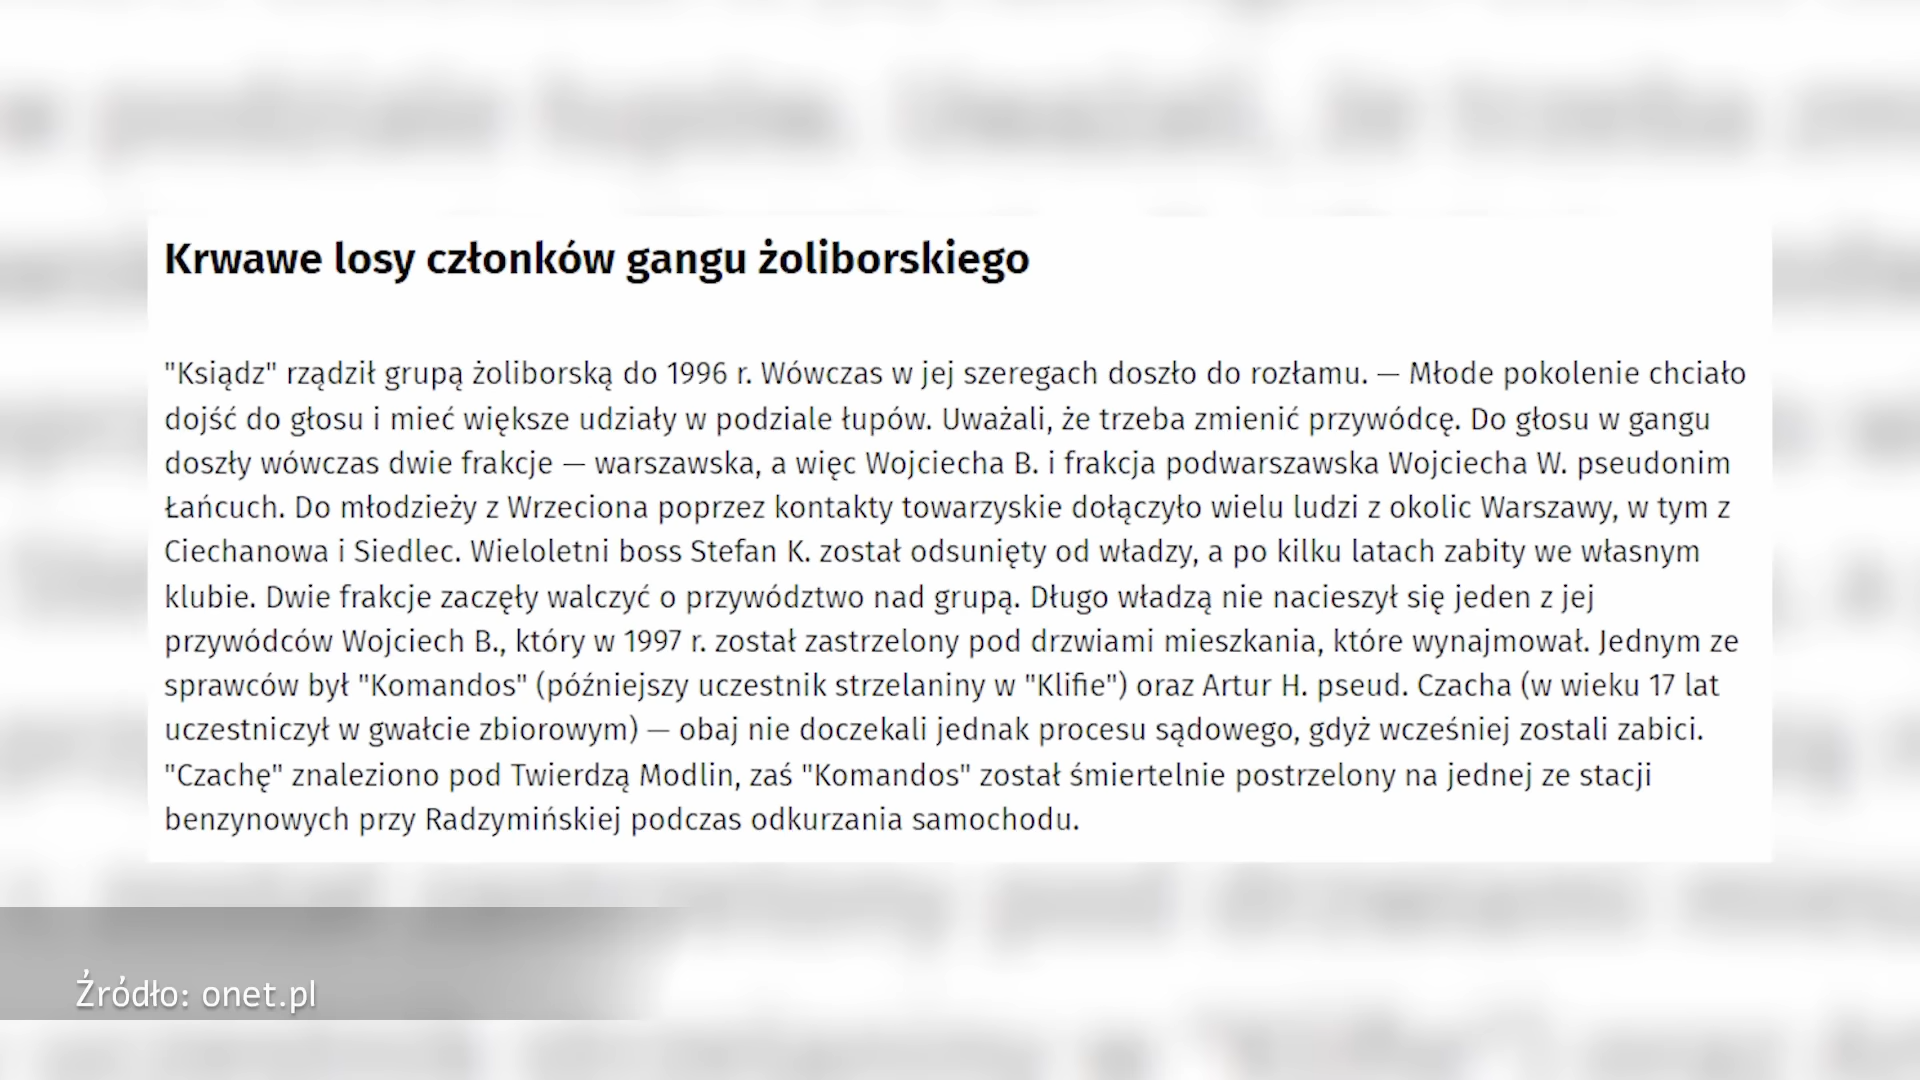 Krwawe losy członków gangu żoliborskiego
"Ksiądz" rządził grupą żoliborską do 1996 r. Wówczas w jej szeregach doszło do rozłamu. — Młode pokolenie chciało
dojść do głosu i mieć większe udziały w podziale łupów. Uważali, że trzeba zmienić przywódcę. Do głosu w gangu
doszły wówczas dwie frakcje — warszawska, a więc Wojciecha B. i frakcja podwarszawska Wojciecha W. pseudonim
Łańcuch. Do młodzieży z Wrzeciona poprzez kontakty towarzyskie dołączyło wielu ludzi z okolic Warszawy, w tym z
Ciechanowa i Siedlec. Wieloletni boss Stefan K. został odsunięty od władzy, a po kilku latach zabity we własnym
klubie. Dwie frakcje zaczęły walczyć o przywództwo nad grupą. Długo władzą nie nacieszył się jeden z jej
przywódców Wojciech B., który w 1997 r. został zastrzelony pod drzwiami mieszkania, które wynajmował. Jednym ze
sprawców był "Komandos" (późniejszy uczestnik strzelaniny w "Klifie") oraz Artur H. pseud. Czacha (w wieku 17 lat
uczestniczył w gwałcie zbiorowym) — obaj nie doczekali jednak procesu sądowego, gdyż wcześniej zostali zabici.
"Czachę" znaleziono pod Twierdzą Modlin, zaś "Komandos" został śmiertelnie postrzelony na jednej ze stacji
benzynowych przy Radzymińskiej podczas odkurzania samochodu.
Źródło: onet.pl